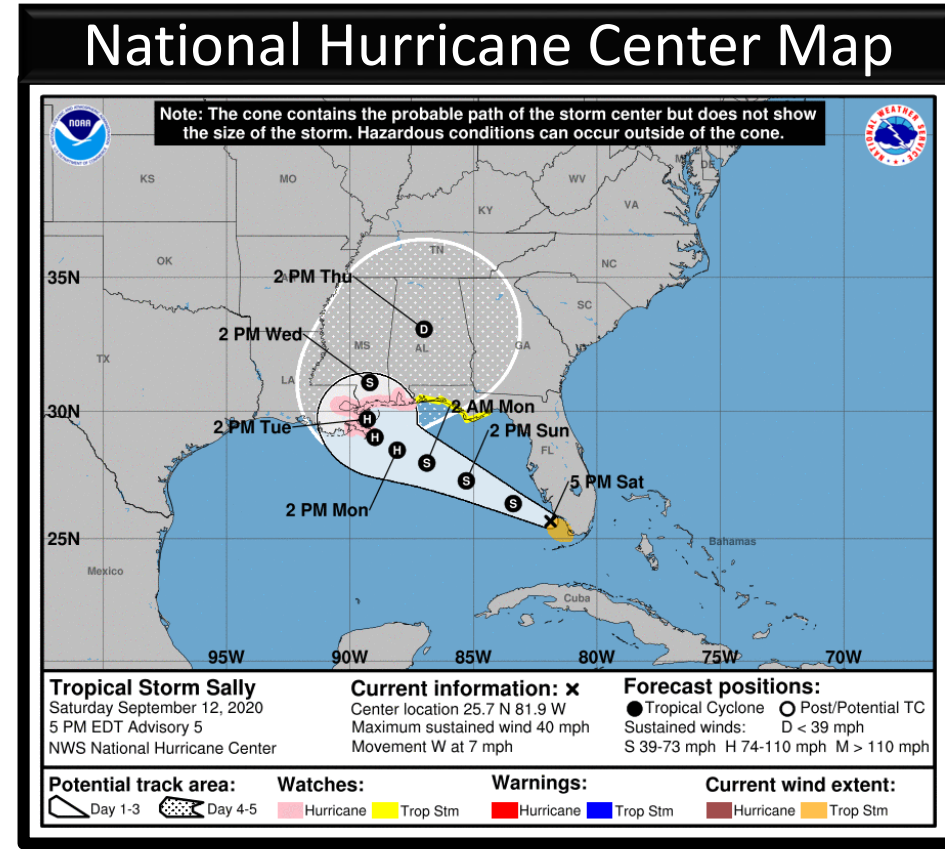 National Hurricane Center Map
NOAA
Note: The cone contains the probable path of the storm center but does not show
the size of the storm. Hazardous conditions can occur outside of the cone.
NATIONAL WEATHER SERVICE
KS
MO
WV
DE
VA
KY
OK
TN
NC
35N
2 PM Thu
SC
D
2 PM Wed
MS
AL
GA
TX
LA
S
30N
2 AM Mon
2 PM Tue
H
2 PM Sun
H
H
S
FL
S
5 PM Sat
2 PM Mon
S
25N
Bahamas
Mexico
Cuba
95W
90W
85W
80W
75W
70W
Tropical Storm Sally
Saturday September 12, 2020
5 PM EDT Advisory 5
NWS National Hurricane Center
Current information: x
Center location 25.7 N 81.9 W
Maximum sustained wind 40 mph
Movement W at 7 mph
Forecast positions:
Tropical Cyclone Post/Potential TC
Sustained winds: D < 39 mph
S 39-73 mph H 74-110 mph M > 110 mph
Potential track area:
Day 1-3 Day 4-5
Watches:
Hurricane Trop Stm
Warnings:
Hurricane Trop Stm
Current wind extent:
Hurricane Trop Stm